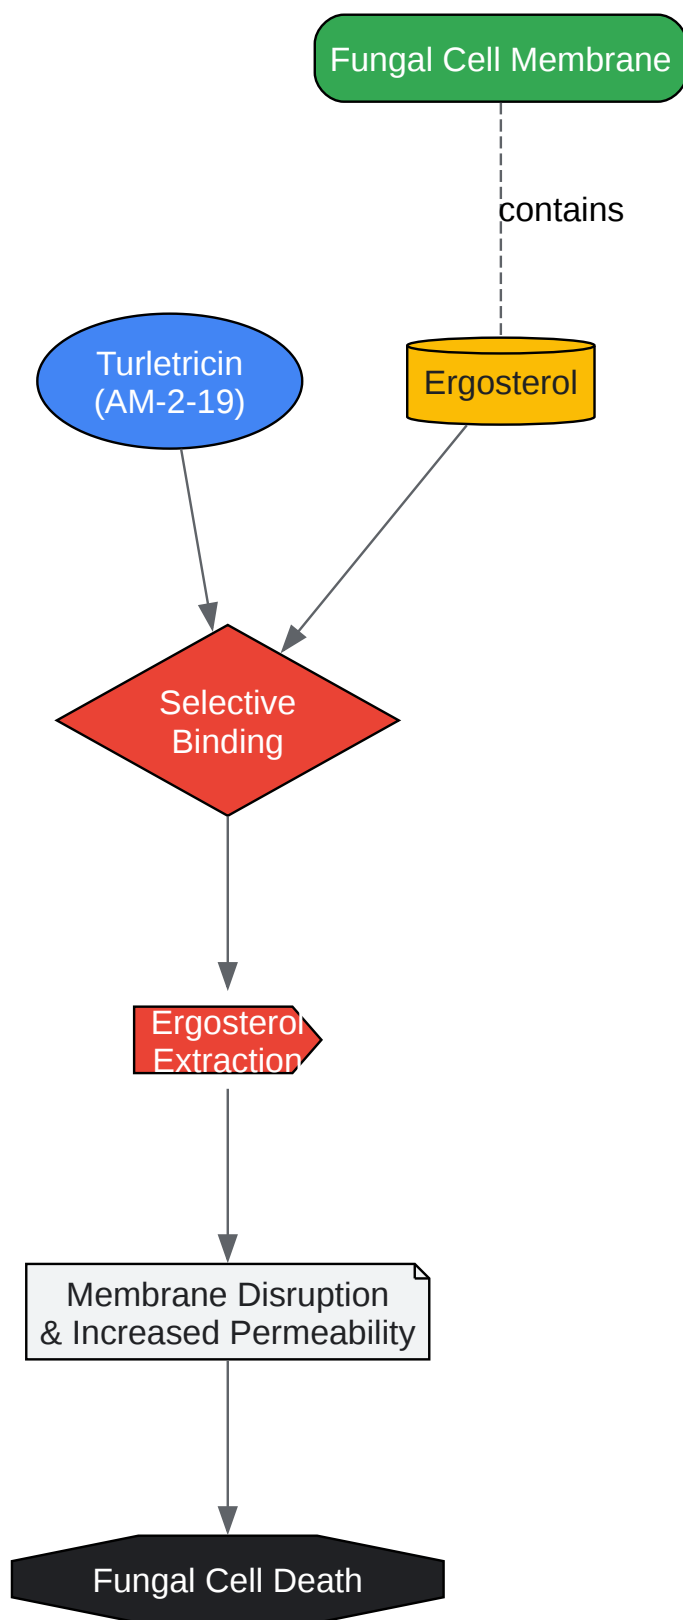 Fungal Cell Membrane
contains
Turletricin
(AM-2-19)
Ergosterol
Selective
Binding
Ergosterol
Extraction
Membrane Disruption
& Increased Permeability
Fungal Cell Death